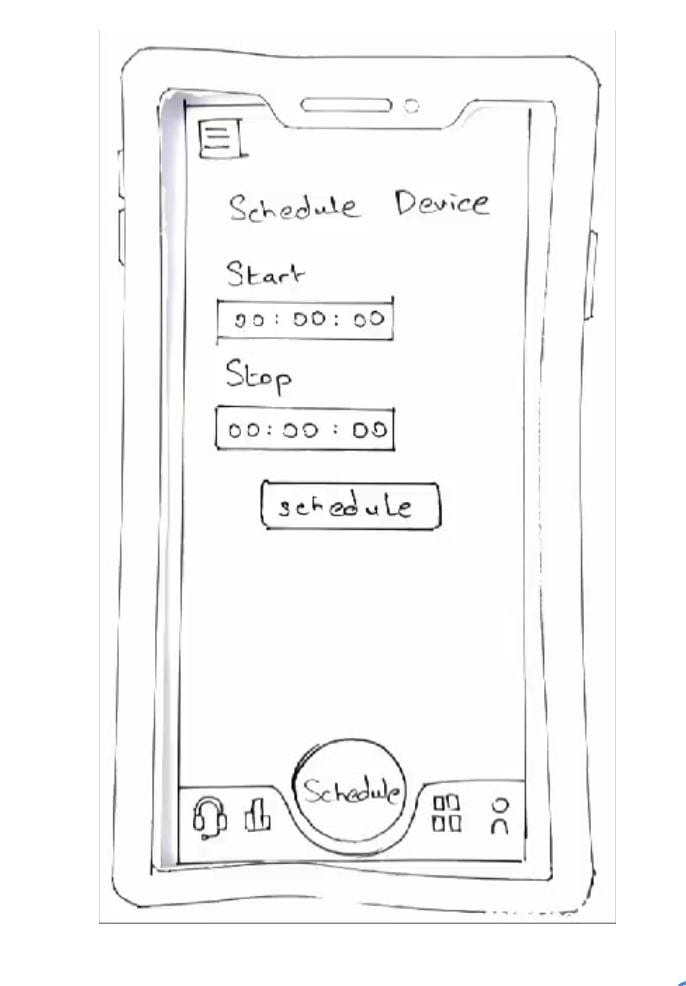 Schedule Device
Start
00:00:00
Stop
00:00:00
schedule
Schedule